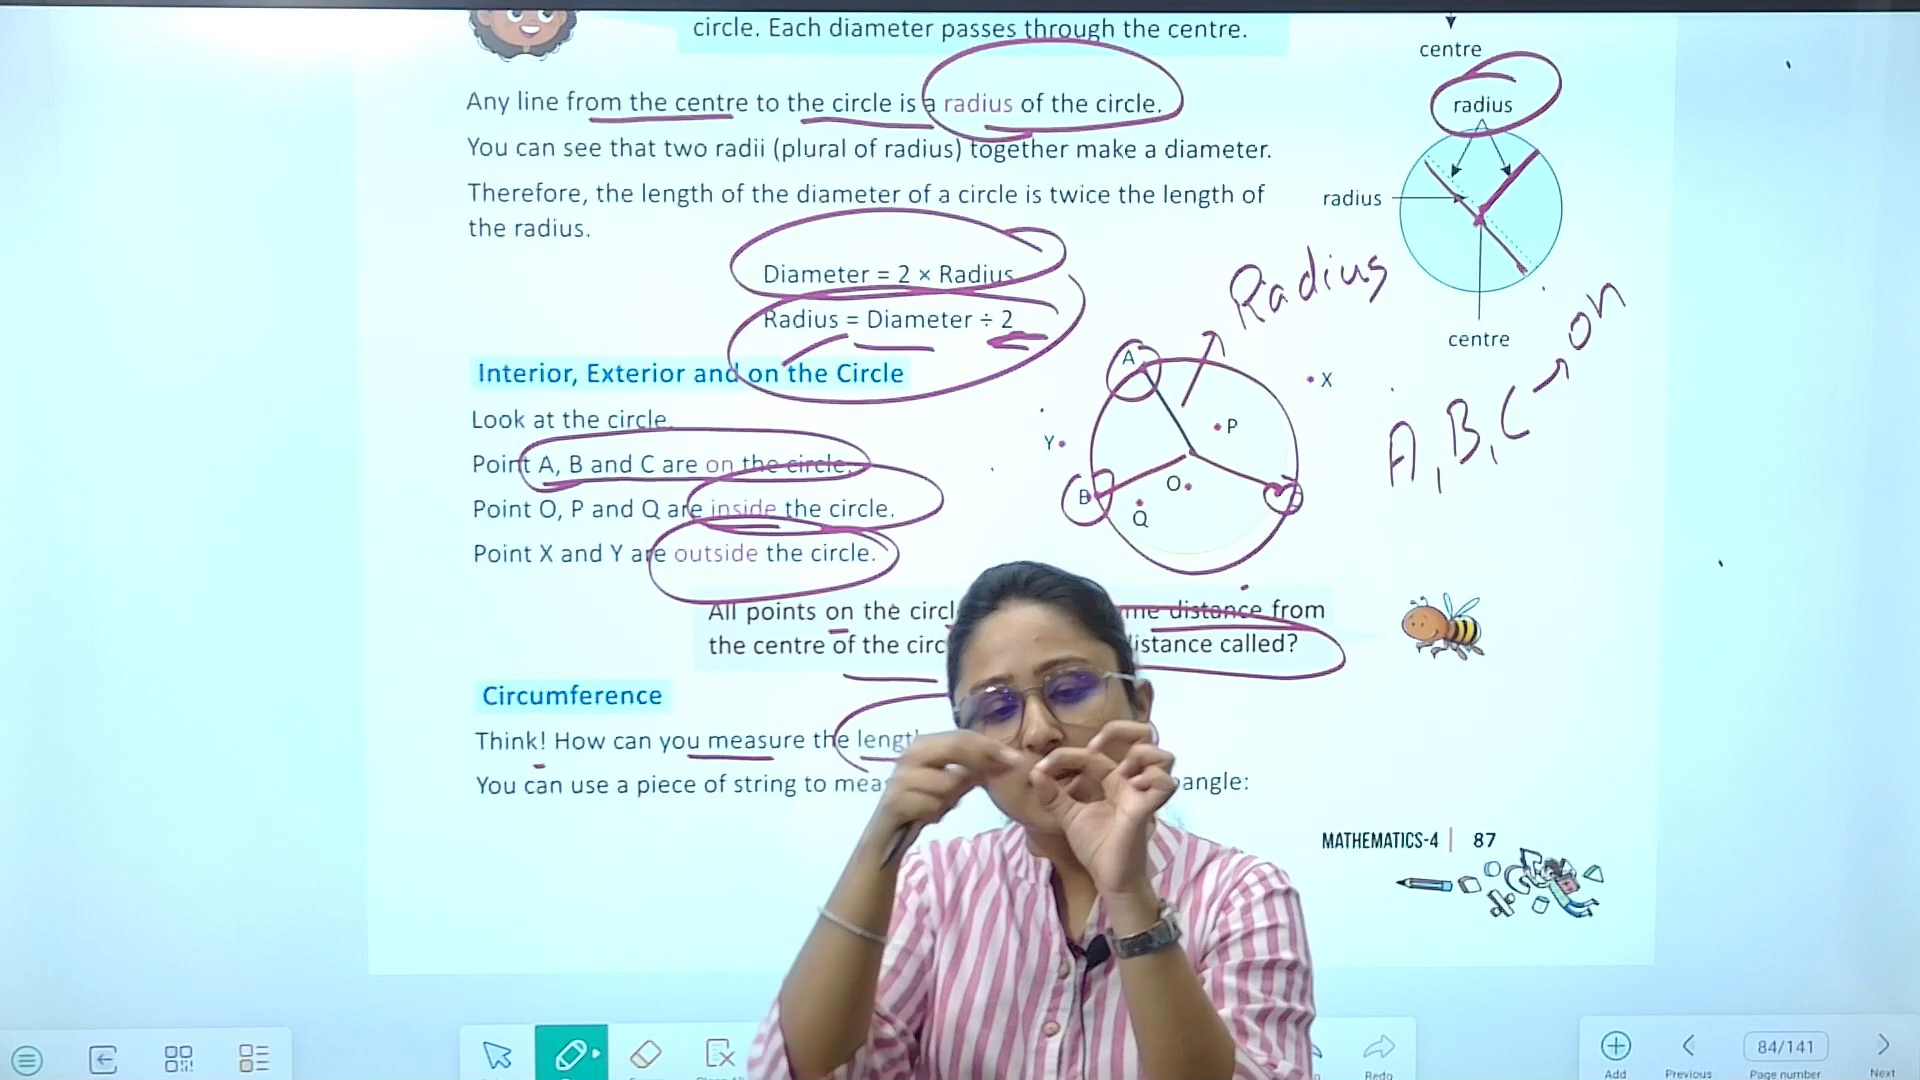 circle. Each diameter passes through the centre.
centre
Any line from the centre to the circle is a radius of the circle.
radius
You can see that two radii (plural of radius) together make a diameter.
Therefore, the length of the diameter of a circle is twice the length of
the radius.
radius
Diameter = 2 × Radius
Radius = Diameter ÷ 2
Radius
centre
Interior, Exterior and on the Circle
A
X
A, B, C → on
Look at the circle.
P
Y
Point A, B and C are on the circle.
B
O
Q
Point O, P and Q are inside the circle.
Point X and Y are outside the circle.
All points on the circl me distance from
the centre of the circ istance called?
Circumference
Think! How can you measure the lengt
You can use a piece of string to mea angle:
MATHEMATICS-4 | 87
84/141
Add
Previous
Page number
Next
Redo